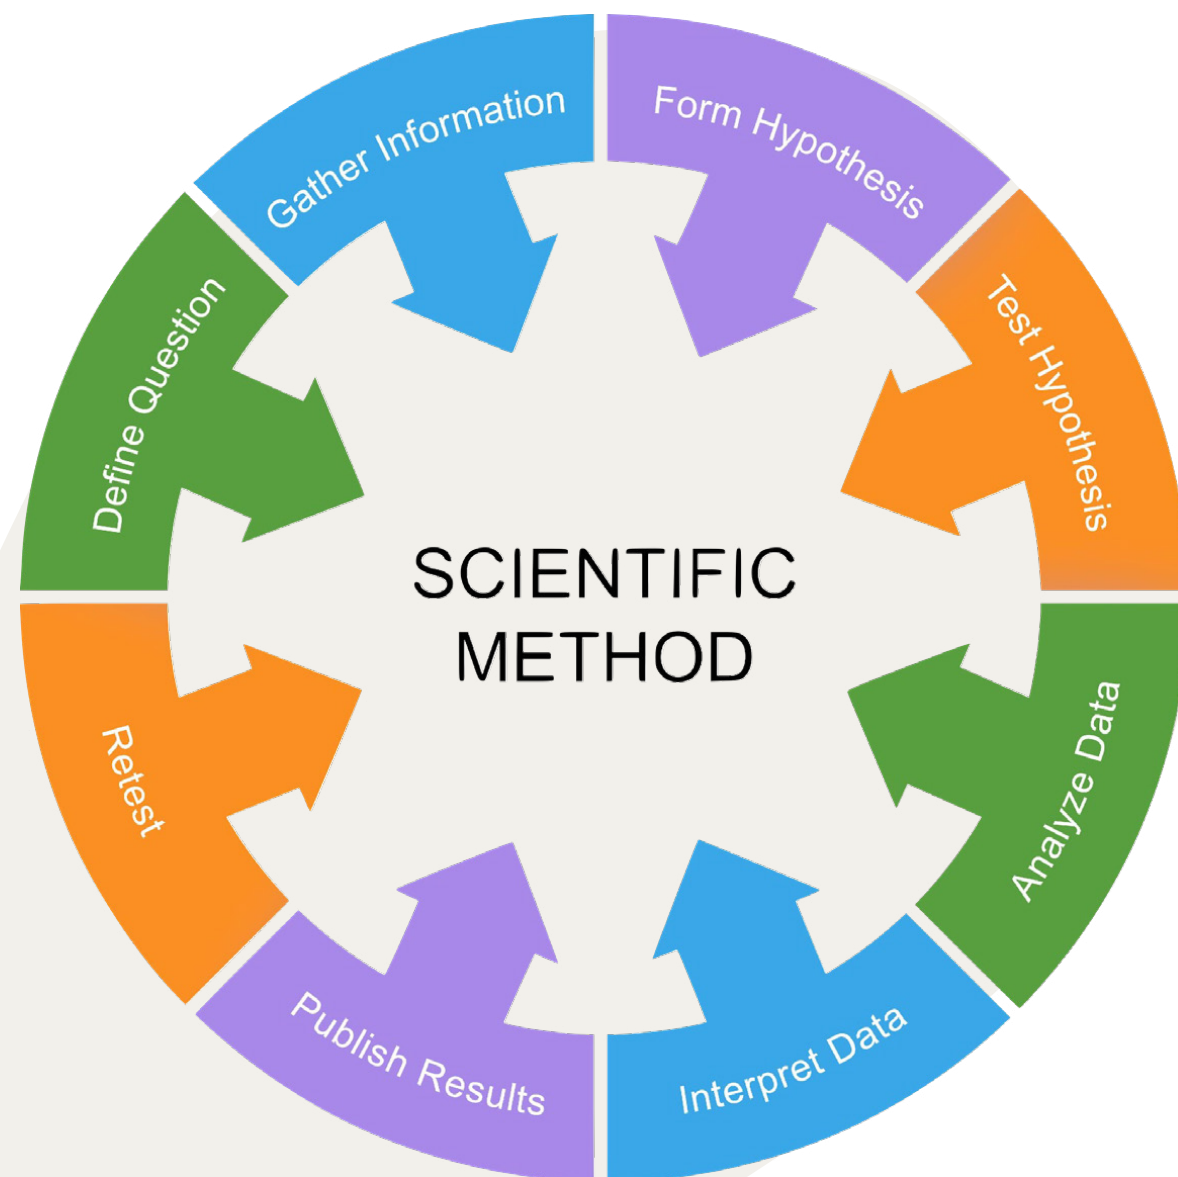 Gather Information
Form Hypothesis
Test Hypothesis
Analyze Data
Interpret Data
Publish Results
Retest
Define Question
SCIENTIFIC
METHOD